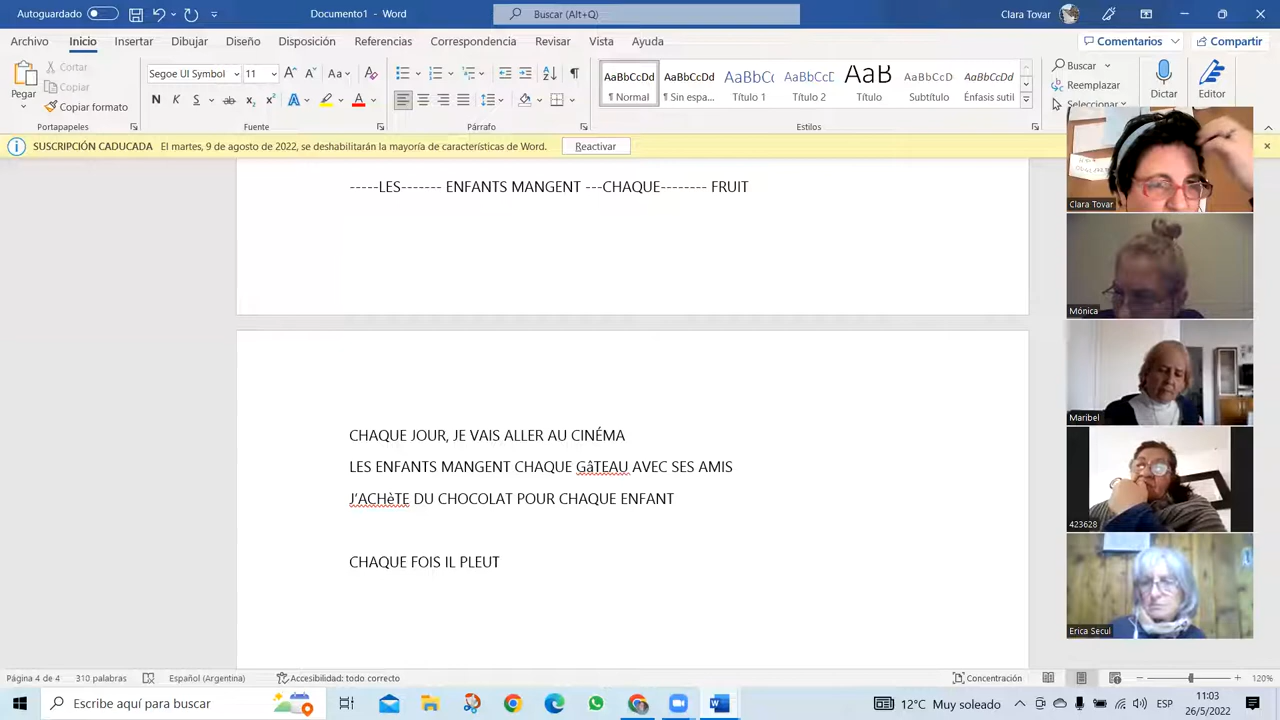 Autoguardado
Documento1 - Word
Buscar (Alt+Q)
Clara Tovar
Archivo Inicio Insertar Dibujar Diseño Disposición Referencias Correspondencia Revisar Vista Ayuda
Comentarios Compartir
Pegar
Cortar
Copiar
Copiar formato
Portapapeles
Segoe UI Symbol 11
Fuente
Párrafo
AaBbCcDd AaBbCcDd AaBbCc AaBbCcD AaB AaBbCcD AaBbCcDd
¶ Normal ¶ Sin espa... Título 1 Título 2 Título Subtítulo Énfasis sutil
Estilos
Buscar
Reemplazar
Seleccionar
Dictar
Editor
SUSCRIPCIÓN CADUCADA El martes, 9 de agosto de 2022, se deshabilitarán la mayoría de características de Word. Reactivar
-----LES------- ENFANTS MANGENT ---CHAQUE-------- FRUIT
CHAQUE JOUR, JE VAIS ALLER AU CINÉMA
LES ENFANTS MANGENT CHAQUE GâTEAU AVEC SES AMIS
J’ACHèTE DU CHOCOLAT POUR CHAQUE ENFANT
CHAQUE FOIS IL PLEUT
Clara Tovar
Mónica
Maribel
423628
Erica Secul
Página 4 de 4 310 palabras Español (Argentina) Accesibilidad: todo correcto Concentración 120%
Escribe aquí para buscar
12°C Muy soleado
ESP
11:03
26/5/2022